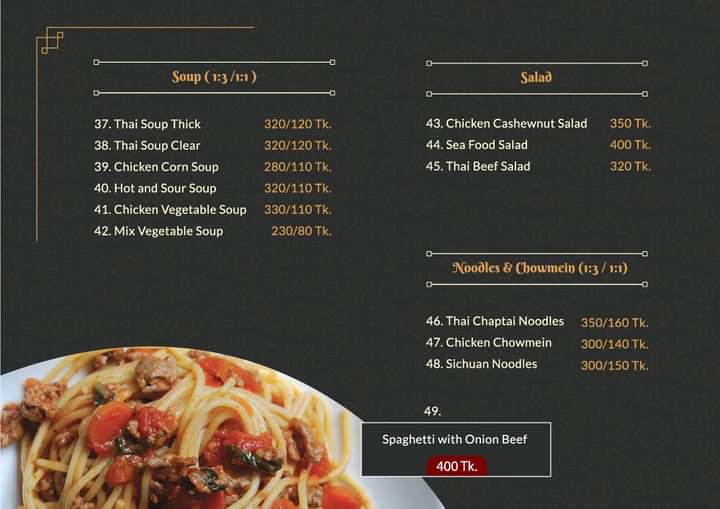 Soup ( 1:3 /1:1 )
37. Thai Soup Thick 320/120 Tk.
38. Thai Soup Clear 320/120 Tk.
39. Chicken Corn Soup 280/110 Tk.
40. Hot and Sour Soup 320/110 Tk.
41. Chicken Vegetable Soup 330/110 Tk.
42. Mix Vegetable Soup 230/80 Tk.
Salad
43. Chicken Cashewnut Salad 350 Tk.
44. Sea Food Salad 400 Tk.
45. Thai Beef Salad 320 Tk.
Noodles & Chowmein (1:3 / 1:1)
46. Thai Chaptai Noodles 350/160 Tk.
47. Chicken Chowmein 300/140 Tk.
48. Sichuan Noodles 300/150 Tk.
49.
Spaghetti with Onion Beef
400 Tk.